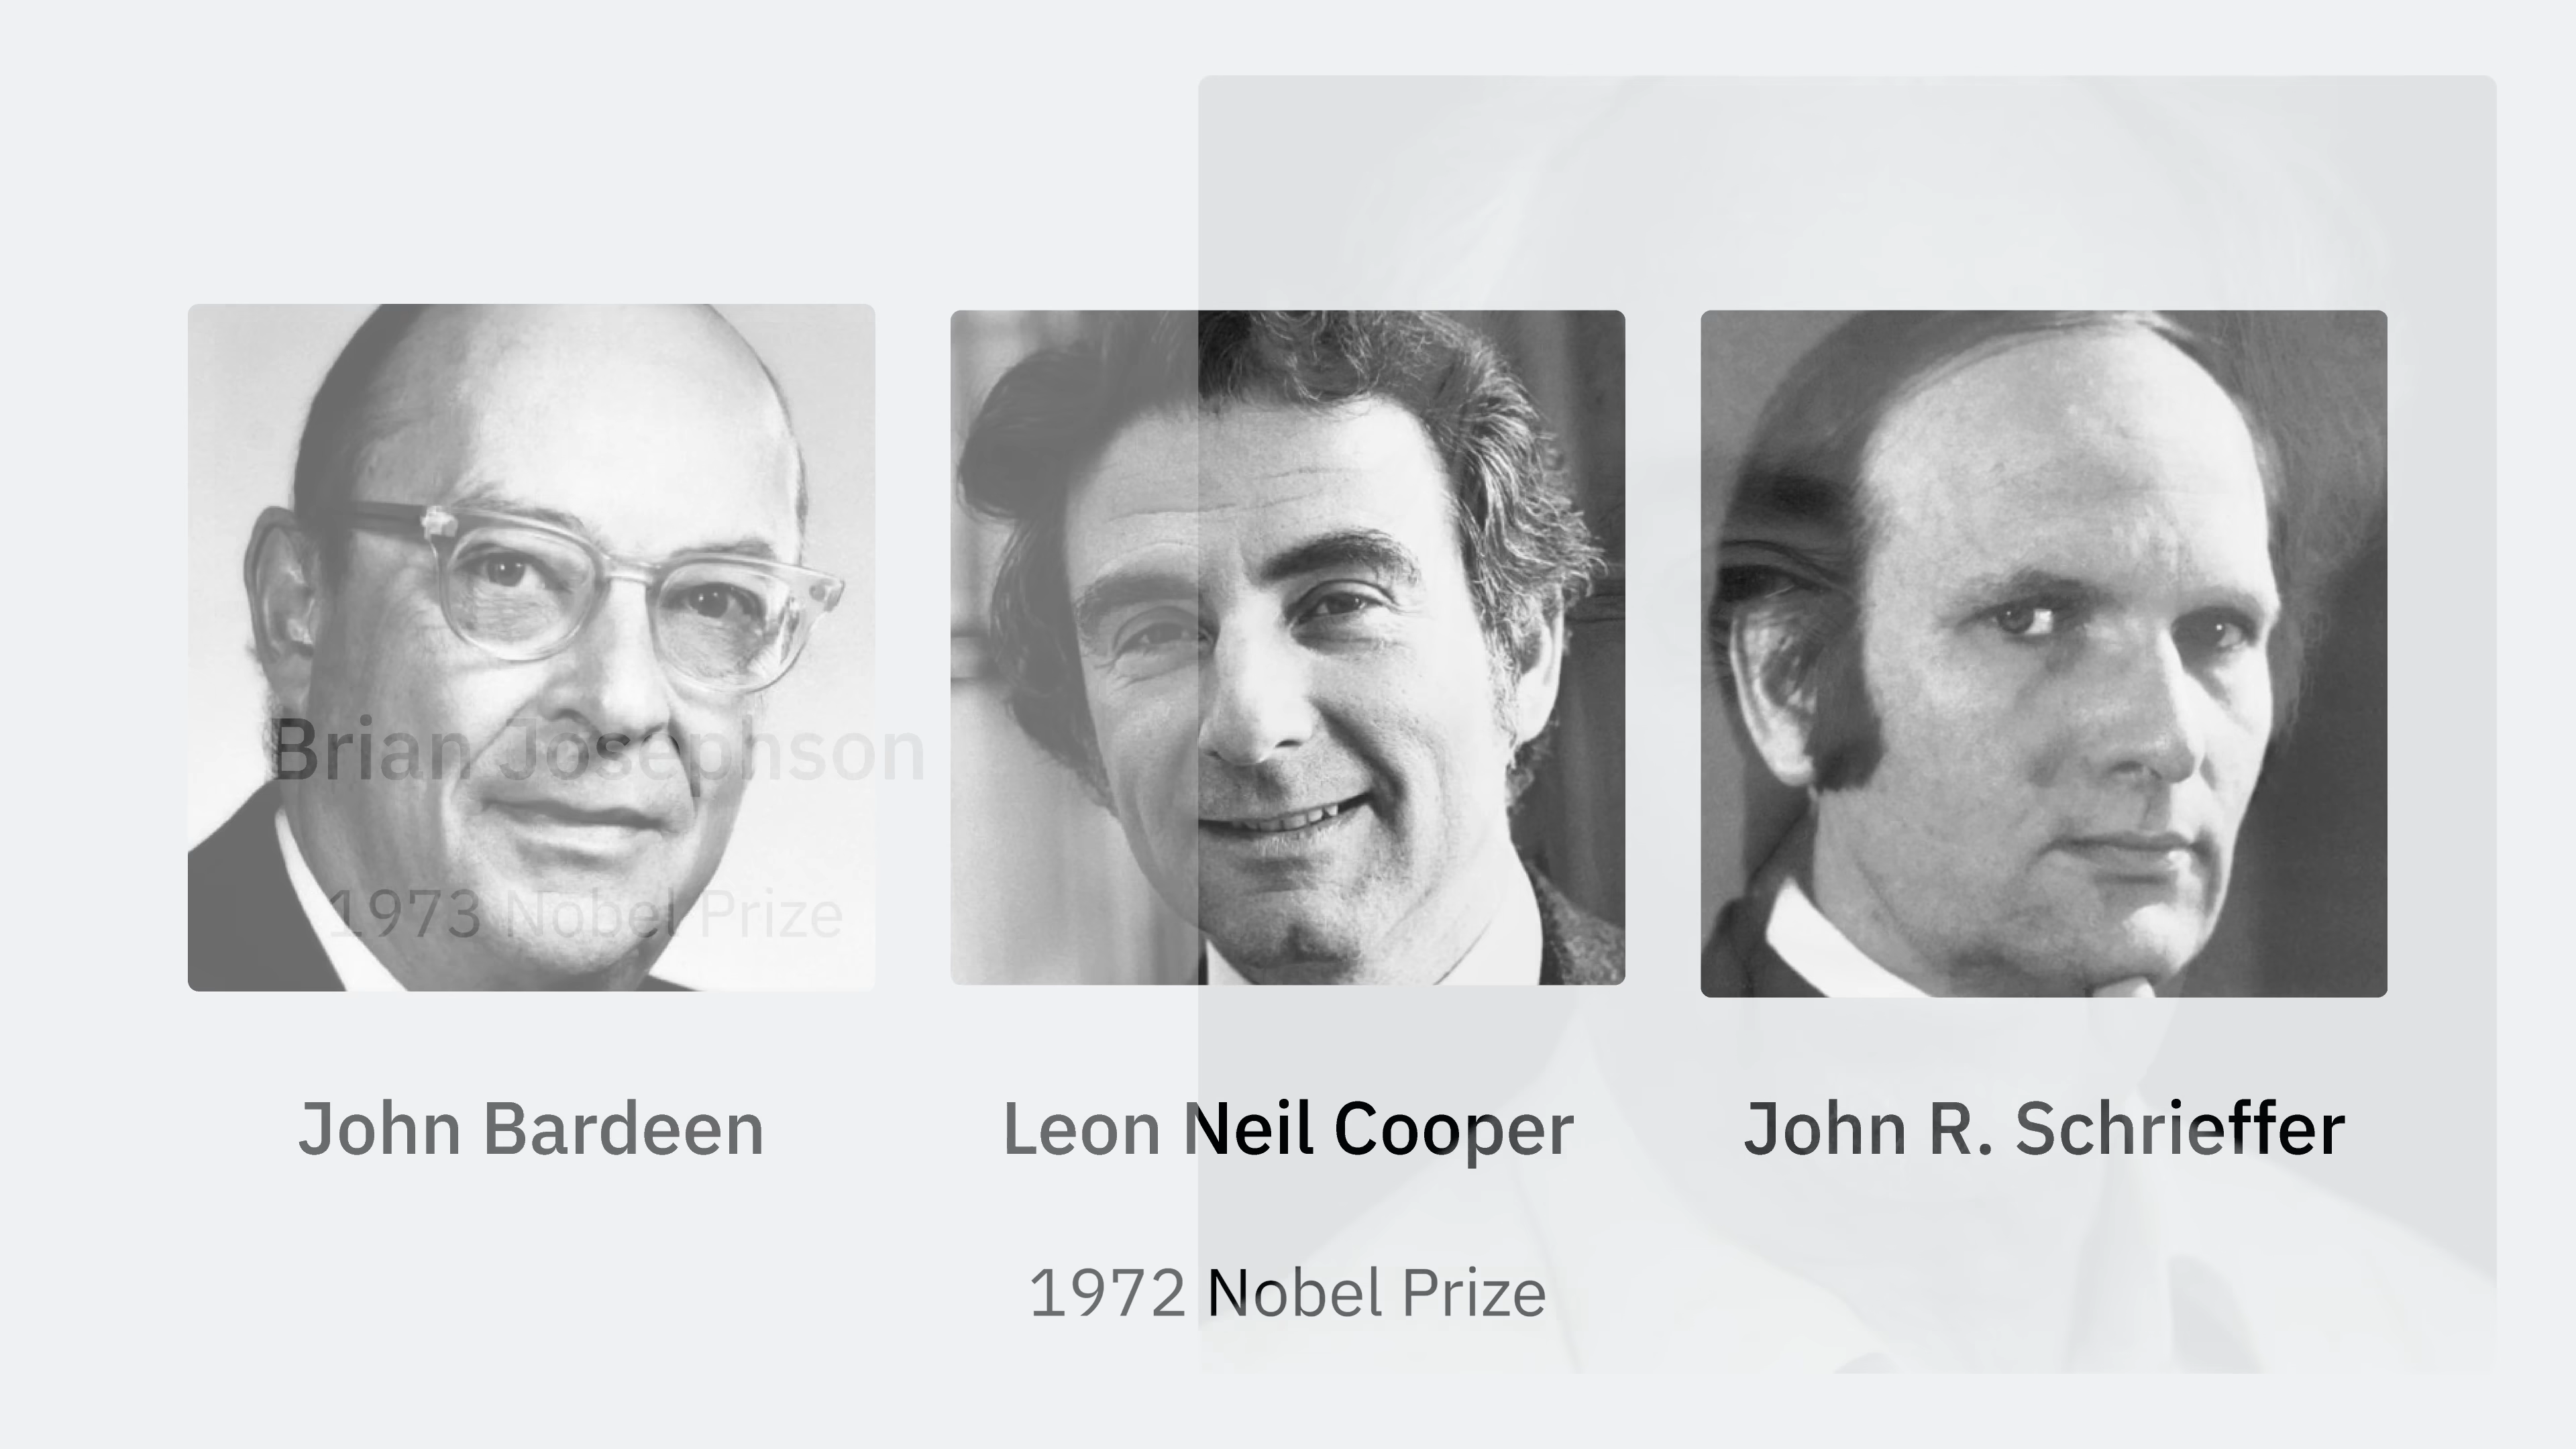 Brian Josephson
1973 Nobel Prize
John Bardeen
Leon Neil Cooper
John R. Schrieffer
1972 Nobel Prize